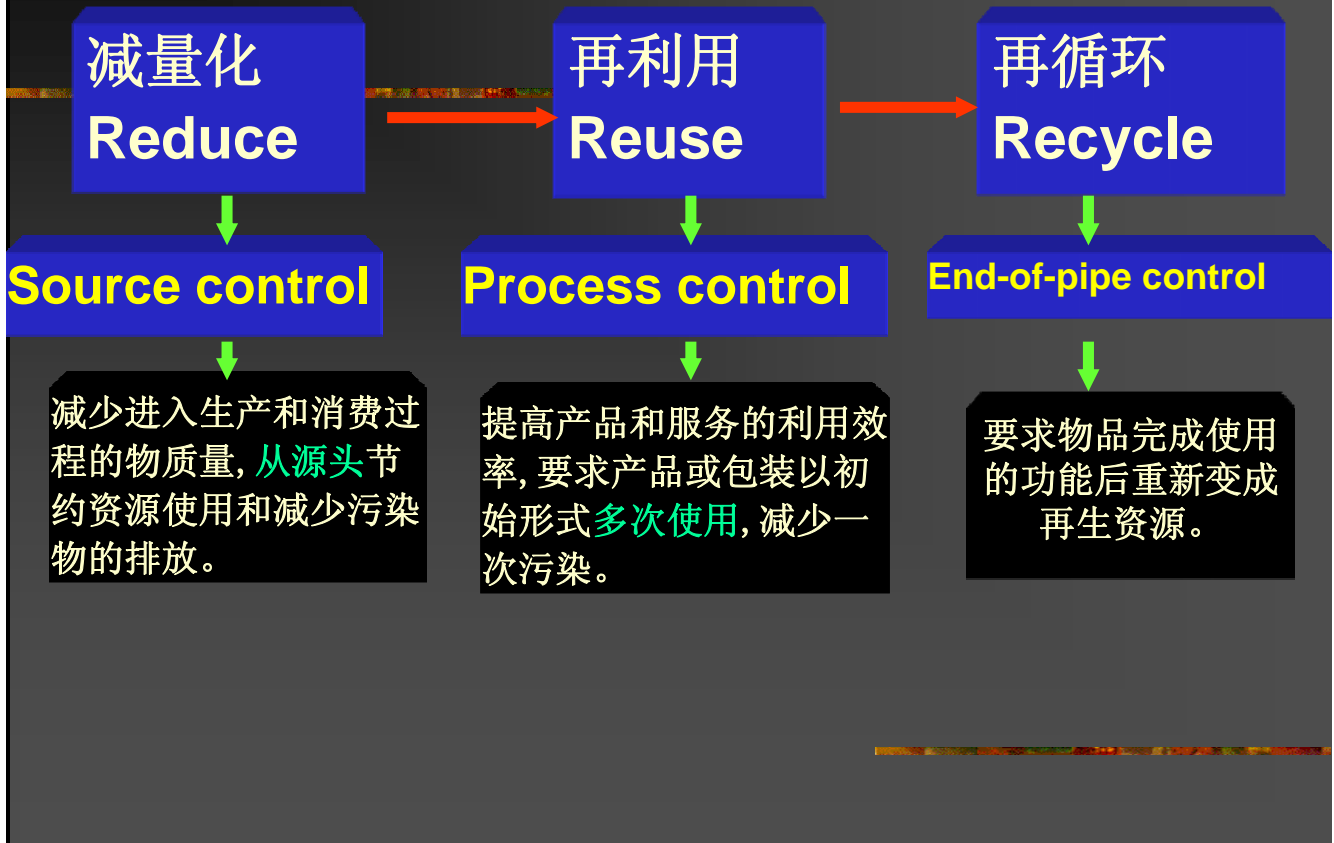 减量化
Reduce
再利用
Reuse
再循环
Recycle
Source control
Process control
End-of-pipe control
减少进入生产和消费过
程的物质量,从源头节
约资源使用和减少污染
物的排放。
提高产品和服务的利用效
率,要求产品或包装以初
始形式多次使用,减少一
次污染。
要求物品完成使用
的功能后重新变成
再生资源。